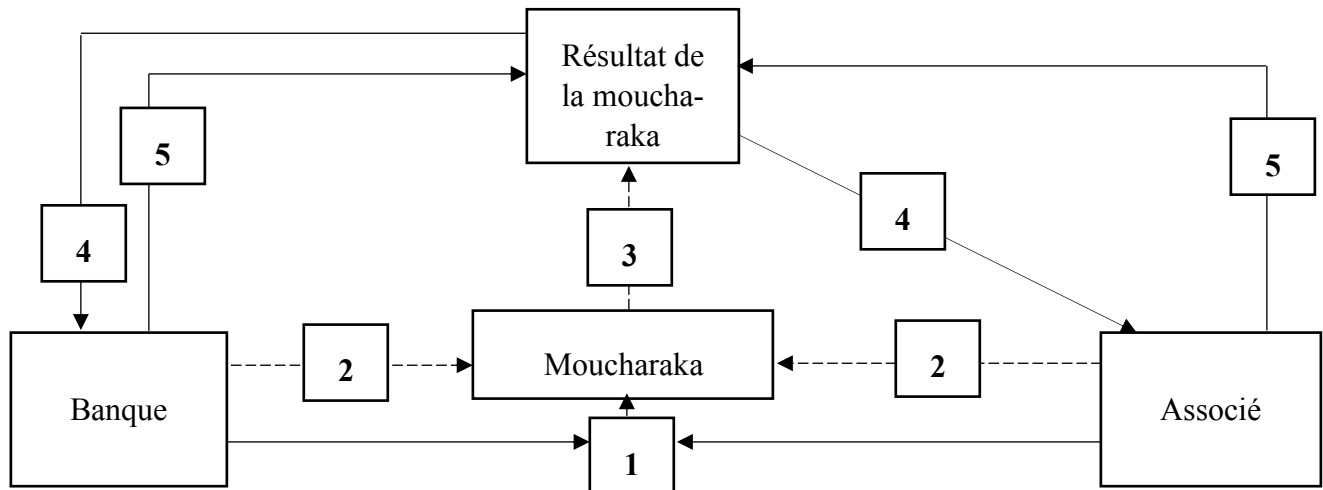 Résultat de
la moucha-
raka
5
5
4
4
3
2
Moucharaka
2
Banque
Associé
1